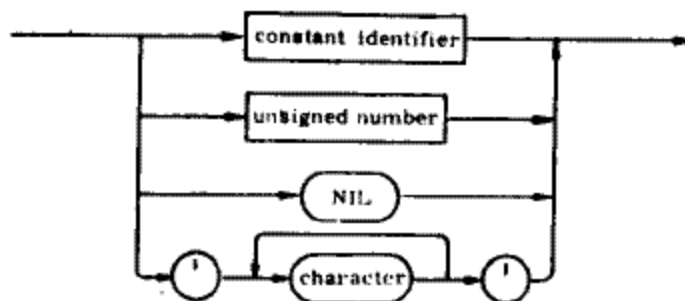 constant identifier
unsigned number
NIL
' character '